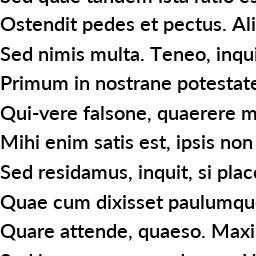 Sed quae tandem ista ratio es
Ostendit pedes et pectus. Ali
Sed nimis multa. Teneo, inqui
Primum in nostrane potestate
Qui-vere falsone, quaerere m
Mihi enim satis est, ipsis non
Sed residamus, inquit, si place
Quae cum dixisset paulumqu
Quare attende, quaeso. Maxi